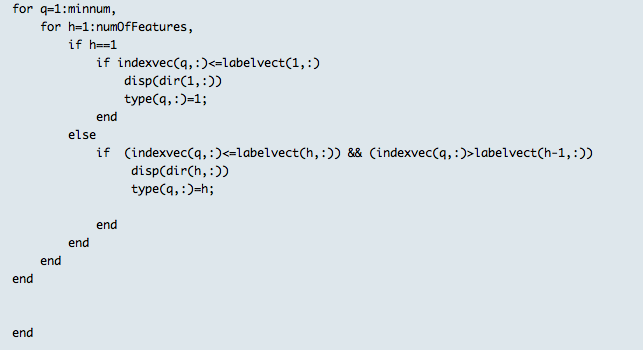 for q=1:minnum,
for h=1:numOfFeatures,
if h==1
if indexvec(q,:)<=labelvect(1,:)
disp(dir(1,:))
type(q,:)=1;
end
else
if (indexvec(q,:)<=labelvect(h,:)) && (indexvec(q,:)>labelvect(h-1,:))
disp(dir(h,:))
type(q,:)=h;
end
end
end
end
end